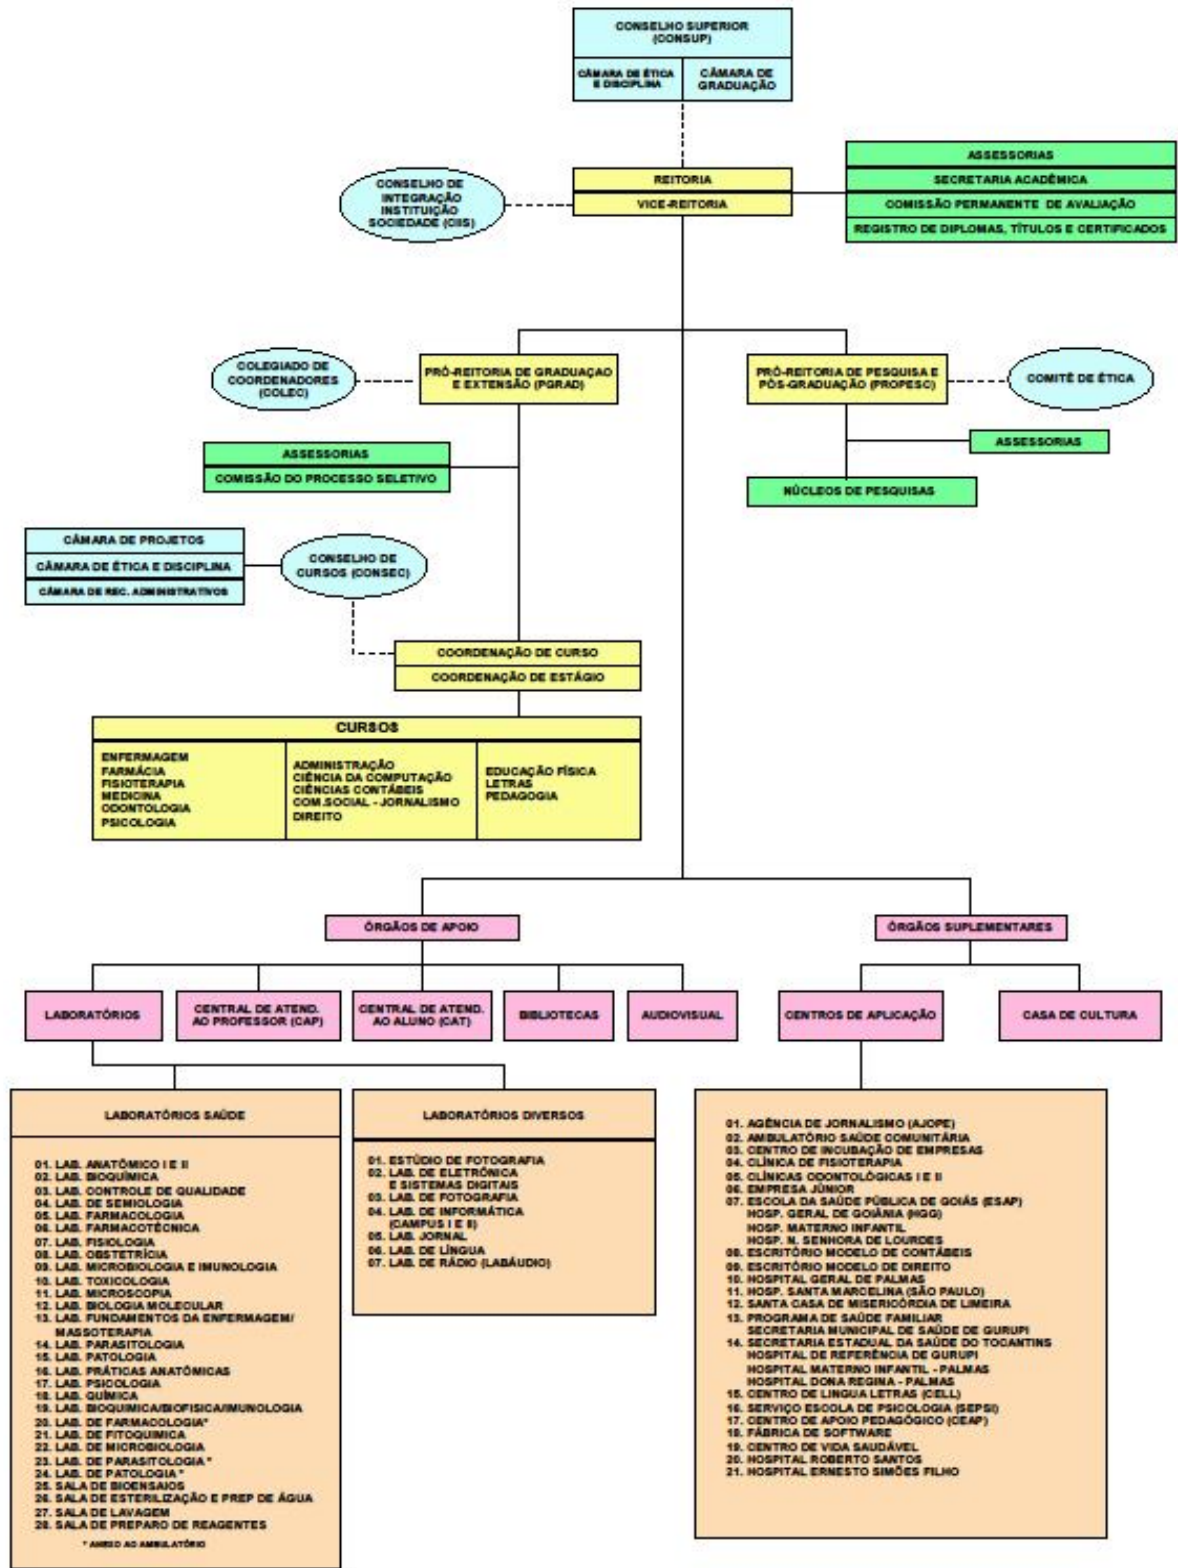 CONSELHO SUPERIOR
(CONSUP)
CÂMARA DE ÉTICA
E DISCIPLINA
CÂMARA DE
GRADUAÇÃO
CONSELHO DE
INTEGRAÇÃO
INSTITUIÇÃO
SOCIEDADE (CIIS)
REITORIA
VICE-REITORIA
ASSESSORIAS
SECRETARIA ACADÊMICA
COMISSÃO PERMANENTE DE AVALIAÇÃO
REGISTRO DE DIPLOMAS, TÍTULOS E CERTIFICADOS
COLEGIADO DE
COORDENADORES
(COLEC)
PRÓ-REITORIA DE GRADUAÇAO
E EXTENSÃO (PGRAD)
PRÓ-REITORIA DE PESQUISA E
PÓS-GRADUAÇÃO (PROPESC)
COMITÊ DE ÉTICA
ASSESSORIAS
COMISSÃO DO PROCESSO SELETIVO
ASSESSORIAS
NÚCLEOS DE PESQUISAS
CÂMARA DE PROJETOS
CÂMARA DE ÉTICA E DISCIPLINA
CÂMARA DE REC. ADMINISTRATIVOS
CONSELHO DE
CURSOS (CONSEC)
COORDENAÇÃO DE CURSO
COORDENAÇÃO DE ESTÁGIO
CURSOS
ENFERMAGEM
FARMÁCIA
FISIOTERAPIA
MEDICINA
ODONTOLOGIA
PSICOLOGIA
ADMINISTRAÇÃO
CIÊNCIA DA COMPUTAÇÃO
CIÊNCIAS CONTÁBEIS
COM.SOCIAL - JORNALISMO
DIREITO
EDUCAÇÃO FÍSICA
LETRAS
PEDAGOGIA
ÓRGÃOS DE APOIO
ÓRGÃOS SUPLEMENTARES
LABORATÓRIOS
CENTRAL DE ATEND.
AO PROFESSOR (CAP)
CENTRAL DE ATEND.
AO ALUNO (CAT)
BIBLIOTECAS
AUDIOVISUAL
CENTROS DE APLICAÇÃO
CASA DE CULTURA
LABORATÓRIOS SAÚDE
01. LAB. ANATÔMICO I E II
02. LAB. BIOQUÍMICA
03. LAB. CONTROLE DE QUALIDADE
04. LAB. DE SEMIOLOGIA
05. LAB. FARMACOLOGIA
06. LAB. FARMACOTÉCNICA
07. LAB. FISIOLOGIA
08. LAB. OBSTETRÍCIA
09. LAB. MICROBIOLOGIA E IMUNOLOGIA
10. LAB. TOXICOLOGIA
11. LAB. MICROSCOPIA
12. LAB. BIOLOGIA MOLECULAR
13. LAB. FUNDAMENTOS DA ENFERMAGEM/
MASSOTERAPIA
14. LAB. PARASITOLOGIA
15. LAB. PATOLOGIA
16. LAB. PRÁTICAS ANATÔMICAS
17. LAB. PSICOLOGIA
18. LAB. QUÍMICA
19. LAB. BIOQUIMICA/BIOFISICA/IMUNOLOGIA
20. LAB. DE FARMACOLOGIA*
21. LAB. DE FITOQUIMICA
22. LAB. DE MICROBIOLOGIA
23. LAB. DE PARASITOLOGIA *
24. LAB. DE PATOLOGIA *
25. SALA DE BIOENSAIOS
26. SALA DE ESTERILIZAÇÃO E PREP DE ÁGUA
27. SALA DE LAVAGEM
28. SALA DE PREPARO DE REAGENTES
* ANEXO AO AMBULATÓRIO
LABORATÓRIOS DIVERSOS
01. ESTÚDIO DE FOTOGRAFIA
02. LAB. DE ELETRÔNICA
E SISTEMAS DIGITAIS
03. LAB. DE FOTOGRAFIA
04. LAB. DE INFORMÁTICA
(CAMPUS I E II)
05. LAB. JORNAL
06. LAB. DE LÍNGUA
07. LAB. DE RÁDIO (LABÁUDIO)
01. AGÊNCIA DE JORNALISMO (AJOPE)
02. AMBULATÓRIO SAÚDE COMUNITÁRIA
03. CENTRO DE INCUBAÇÃO DE EMPRESAS
04. CLÍNICA DE FISIOTERAPIA
05. CLÍNICAS ODONTOLÓGICAS I E II
06. EMPRESA JÚNIOR
07. ESCOLA DA SAÚDE PÚBLICA DE GOIÁS (ESAP)
HOSP. GERAL DE GOIÂNIA (HGG)
HOSP. MATERNO INFANTIL
HOSP. N. SENHORA DE LOURDES
08. ESCRITÓRIO MODELO DE CONTÁBEIS
09. ESCRITÓRIO MODELO DE DIREITO
10. HOSPITAL GERAL DE PALMAS
11. HOSP. SANTA MARCELINA (SÃO PAULO)
12. SANTA CASA DE MISERICÓRDIA DE LIMEIRA
13. PROGRAMA DE SAÚDE FAMILIAR
SECRETARIA MUNICIPAL DE SAÚDE DE GURUPI
14. SECRETARIA ESTADUAL DA SAÚDE DO TOCANTINS
HOSPITAL DE REFERÊNCIA DE GURUPI
HOSPITAL MATERNO INFANTIL - PALMAS
HOSPITAL DONA REGINA - PALMAS
15. CENTRO DE LINGUA LETRAS (CELL)
16. SERVIÇO ESCOLA DE PSICOLOGIA (SEPSI)
17. CENTRO DE APOIO PEDAGÓGICO (CEAP)
18. FÁBRICA DE SOFTWARE
19. CENTRO DE VIDA SAUDÁVEL
20. HOSPITAL ROBERTO SANTOS
21. HOSPITAL ERNESTO SIMÕES FILHO